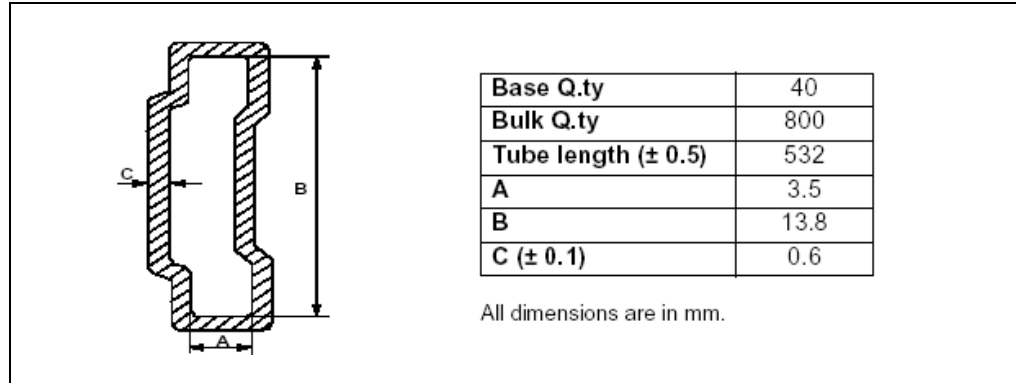 C
B
A
Base Q.ty 40
Bulk Q.ty 800
Tube length (± 0.5) 532
A 3.5
B 13.8
C (± 0.1) 0.6
All dimensions are in mm.